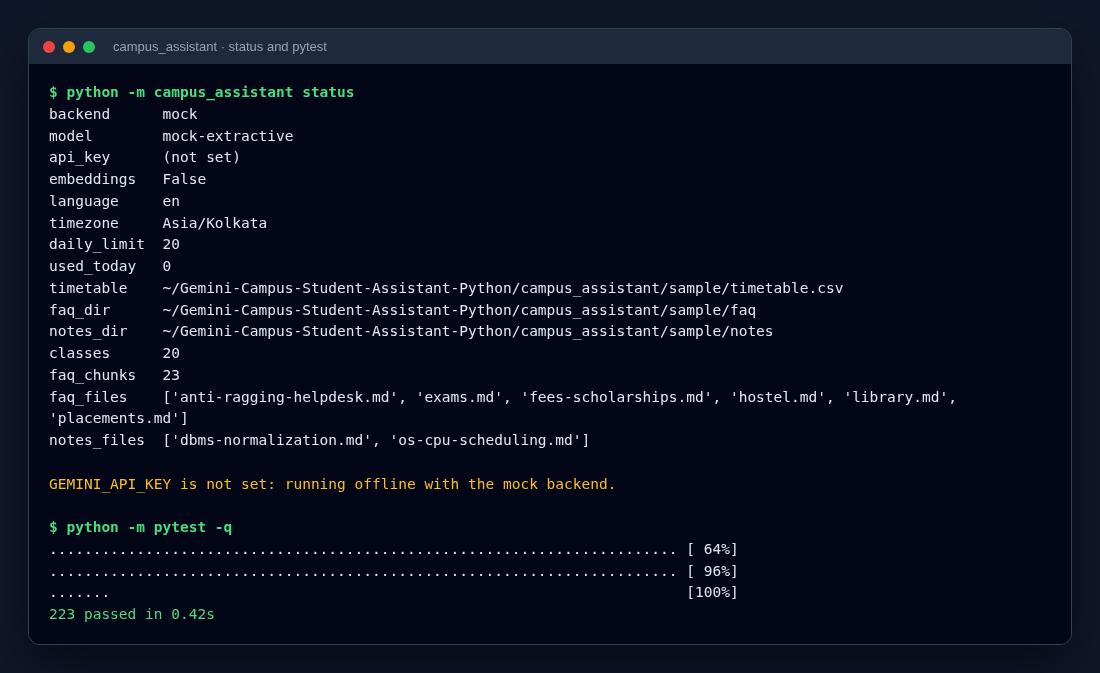 campus_assistant · status and pytest
$ python -m campus_assistant status
backend      mock
model        mock-extractive
api_key      (not set)
embeddings   False
language     en
timezone     Asia/Kolkata
daily_limit  20
used_today   0
timetable    ~/Gemini-Campus-Student-Assistant-Python/campus_assistant/sample/timetable.csv
faq_dir      ~/Gemini-Campus-Student-Assistant-Python/campus_assistant/sample/faq
notes_dir    ~/Gemini-Campus-Student-Assistant-Python/campus_assistant/sample/notes
classes      20
faq_chunks   23
faq_files    ['anti-ragging-helpdesk.md', 'exams.md', 'fees-scholarships.md', 'hostel.md', 'library.md',
'placements.md']
notes_files  ['dbms-normalization.md', 'os-cpu-scheduling.md']
GEMINI_API_KEY is not set: running offline with the mock backend.
$ python -m pytest -q
........................................................................ [ 64%]
........................................................................ [ 96%]
.......                                                                  [100%]
223 passed in 0.42s